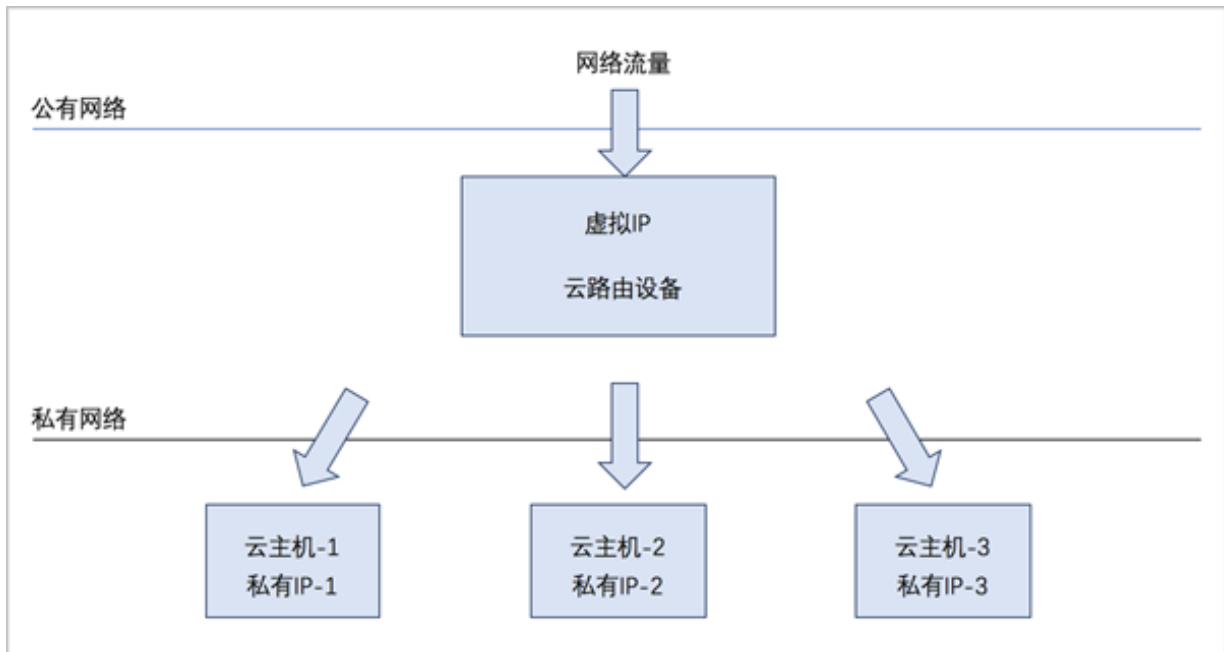 网络流量
公有网络
虚拟IP
云路由设备
私有网络
云主机-1
私有IP-1
云主机-2
私有IP-2
云主机-3
私有IP-3